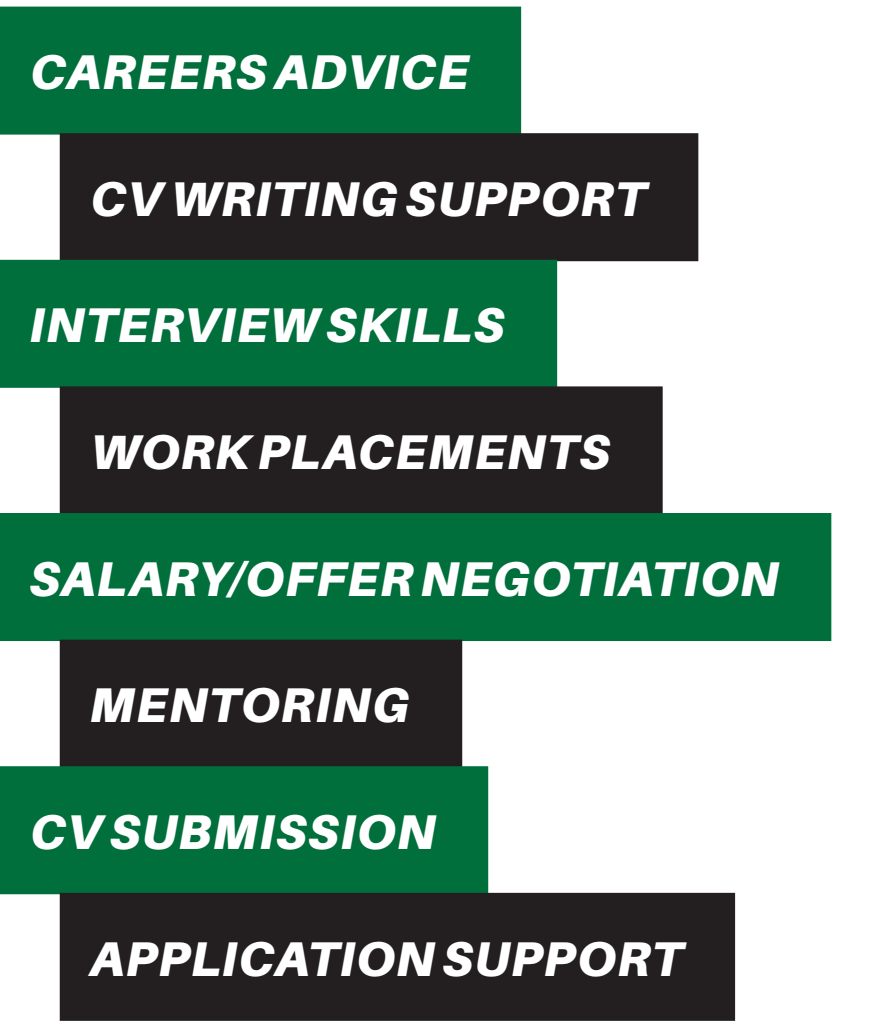 CAREERS ADVICE
CV WRITING SUPPORT
INTERVIEW SKILLS
WORK PLACEMENTS
SALARY/OFFER NEGOTIATION
MENTORING
CV SUBMISSION
APPLICATION SUPPORT